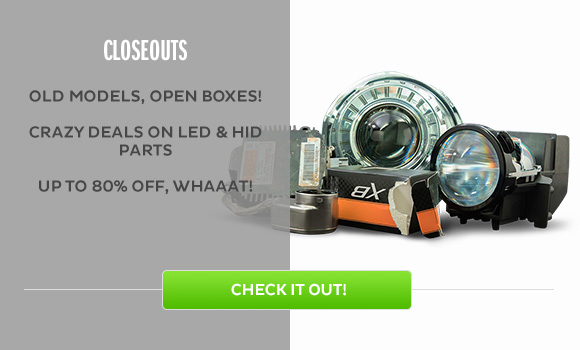 CLOSEOUTS
OLD MODELS, OPEN BOXES!
CRAZY DEALS ON LED & HID
PARTS
UP TO 80% OFF, WHAAAT!
XB
CHECK IT OUT!